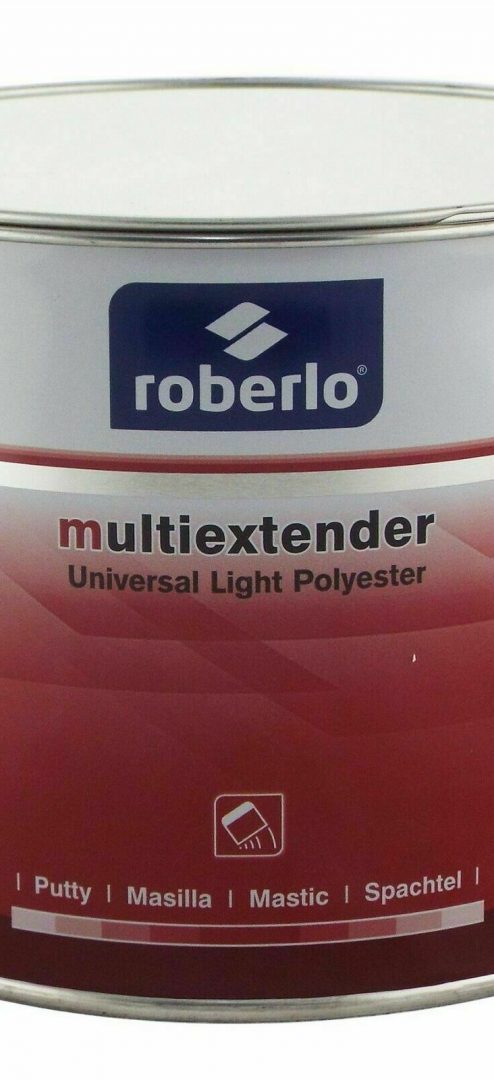 roberlo®
multiextender
Universal Light Polyester
| Putty | Masilla | Mastic | Spachtel |